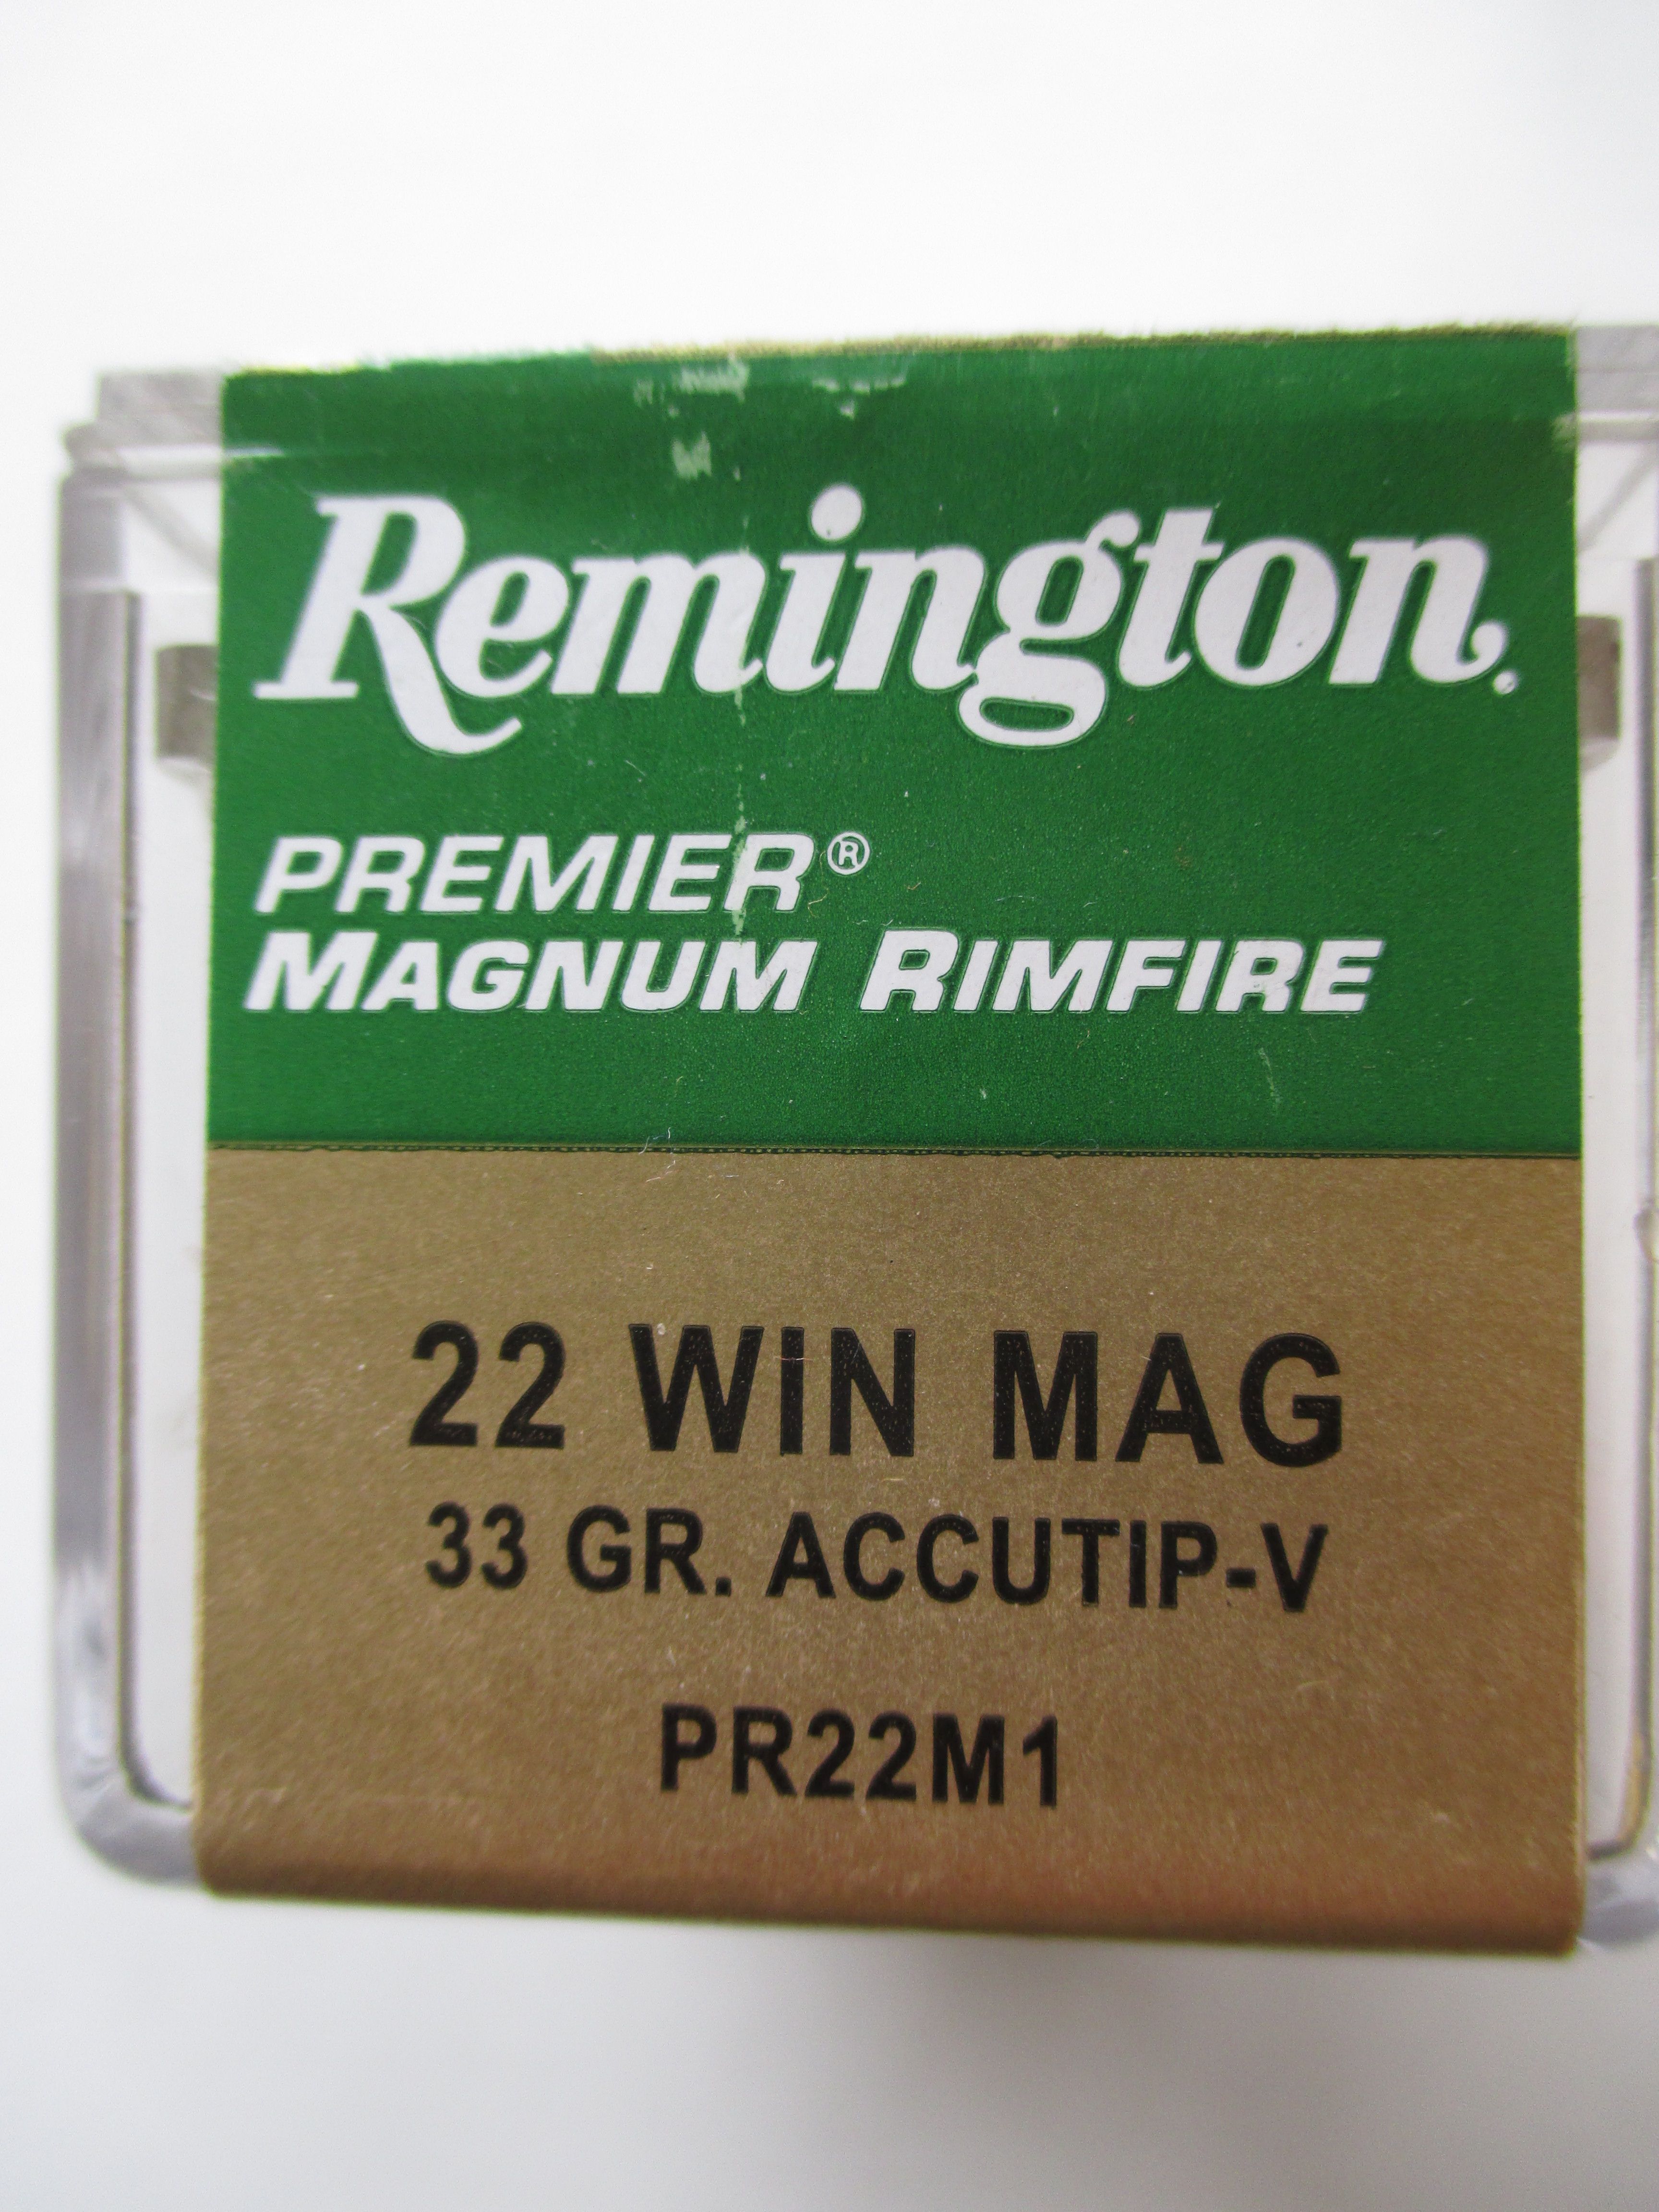 Remington.
PREMIER®
MAGNUM RIMFIRE
22 WIN MAG
33 GR. ACCUTIP-V
PR22M1